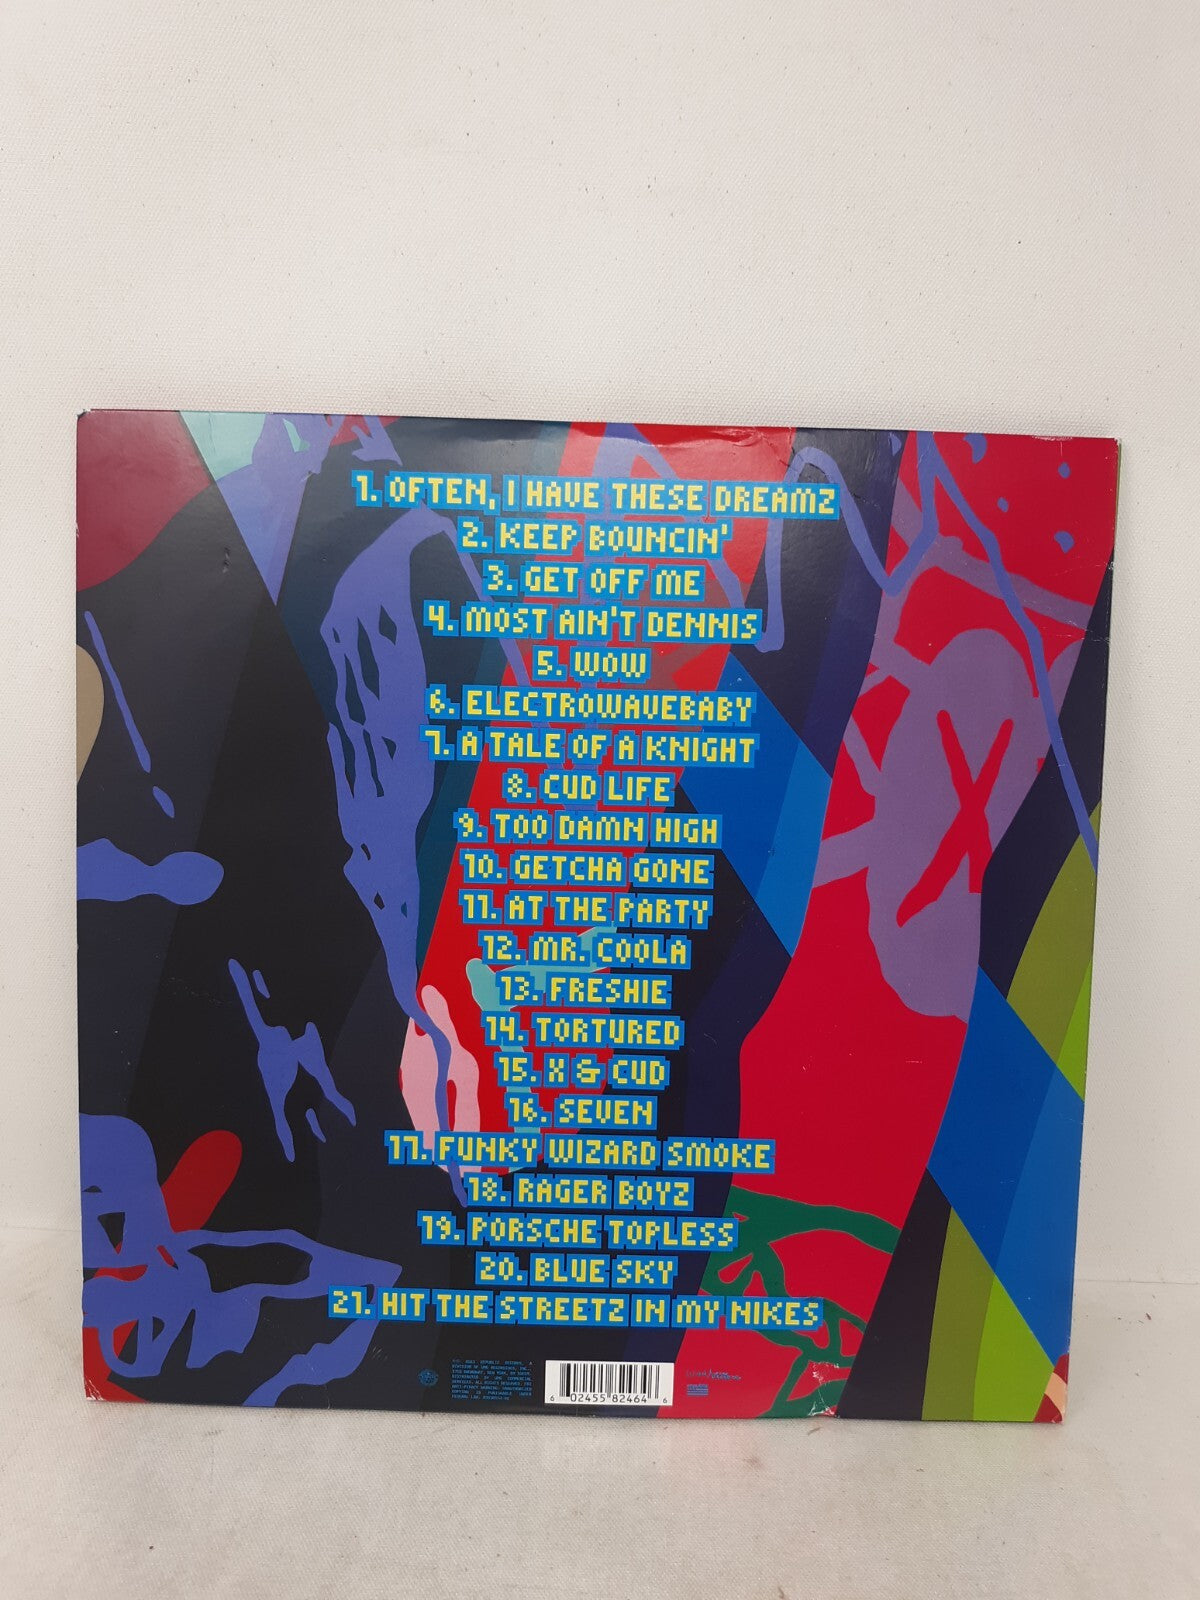 1. OFTEN, I HAVE THESE DREAMZ
2. KEEP BOUNCIN'
3. GET OFF ME
4. MOST AIN'T DENNIS
5. WOW
6. ELECTROWAVEBABY
7. A TALE OF A KNIGHT
8. CUD LIFE
9. TOO DAMN HIGH
10. GETCHA GONE
11. AT THE PARTY
12. MR. COOLA
13. FRESHIE
14. TORTURED
15. X & CUD
16. SEVEN
17. FUNKY WIZARD SMOKE
18. RAGER BOYZ
19. PORSCHE TOPLESS
20. BLUE SKY
21. HIT THE STREETZ IN MY NIKES
6 02455 82464 6